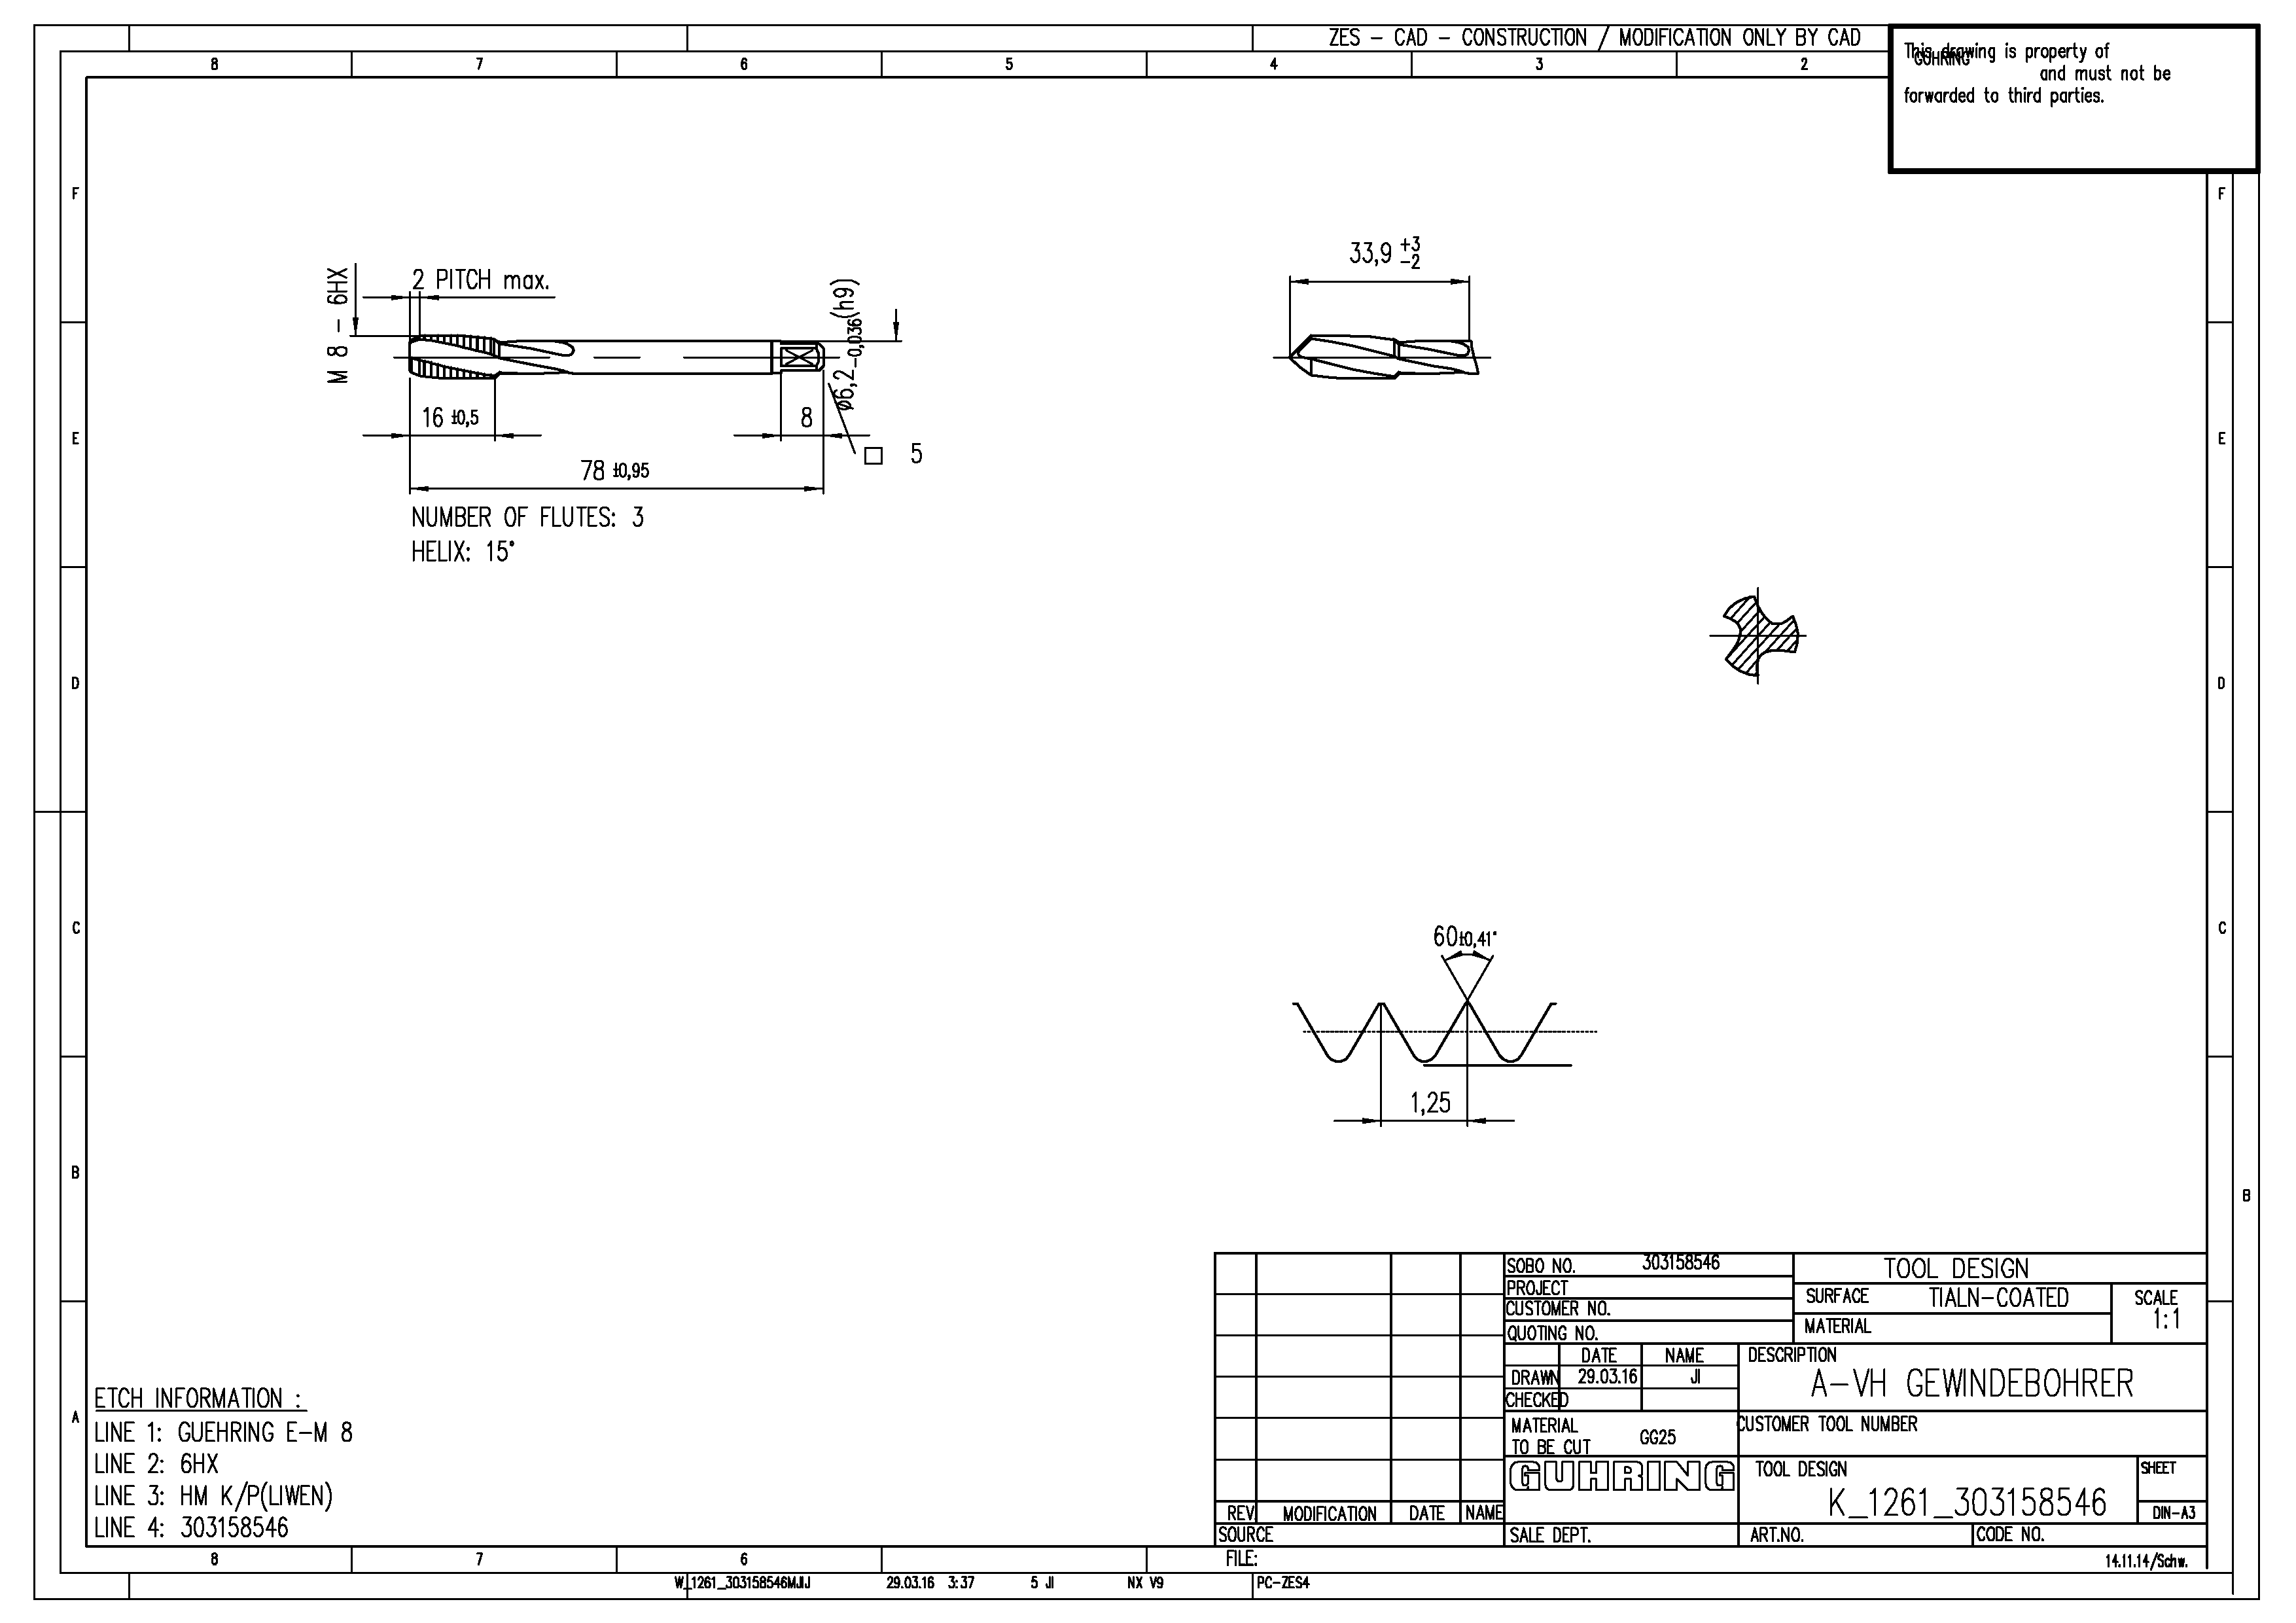 ZES - CAD - CONSTRUCTION / MODIFICATION ONLY BY CAD
This drawing is property of
GUHRING
and must not be
forwarded to third parties.
8 7 6 5 4 3 2
F F
E E
D D
C C
B B
B
A
M 8 - 6HX
2 PITCH max.
ø6,2-0,036(h9)
16 ±0,5
8
□ 5
78 ±0,95
NUMBER OF FLUTES: 3
HELIX: 15°
33,9 +3 -2
60±0,41°
1,25
ETCH INFORMATION :
LINE 1: GUEHRING E-M 8
LINE 2: 6HX
LINE 3: HM K/P(LIWEN)
LINE 4: 303158546
SOBO NO. 303158546
PROJECT
CUSTOMER NO.
QUOTING NO.
TOOL DESIGN
SURFACE TIALN-COATED
MATERIAL
SCALE
1:1
DATE NAME
DRAWN 29.03.16 JI
CHECKED
DESCRIPTION
A-VH GEWINDEBOHRER
MATERIAL
TO BE CUT GG25
CUSTOMER TOOL NUMBER
GUHRING
TOOL DESIGN
K_1261_303158546
SHEET
DIN-A3
REV MODIFICATION DATE NAME
SOURCE
SALE DEPT.
ART.NO.
CODE NO.
FILE:
14.11.14/Schw.
8 7 6
W_1261_303158546MJIJ 29.03.16 3:37 5 JI NX V9 PC-ZES4